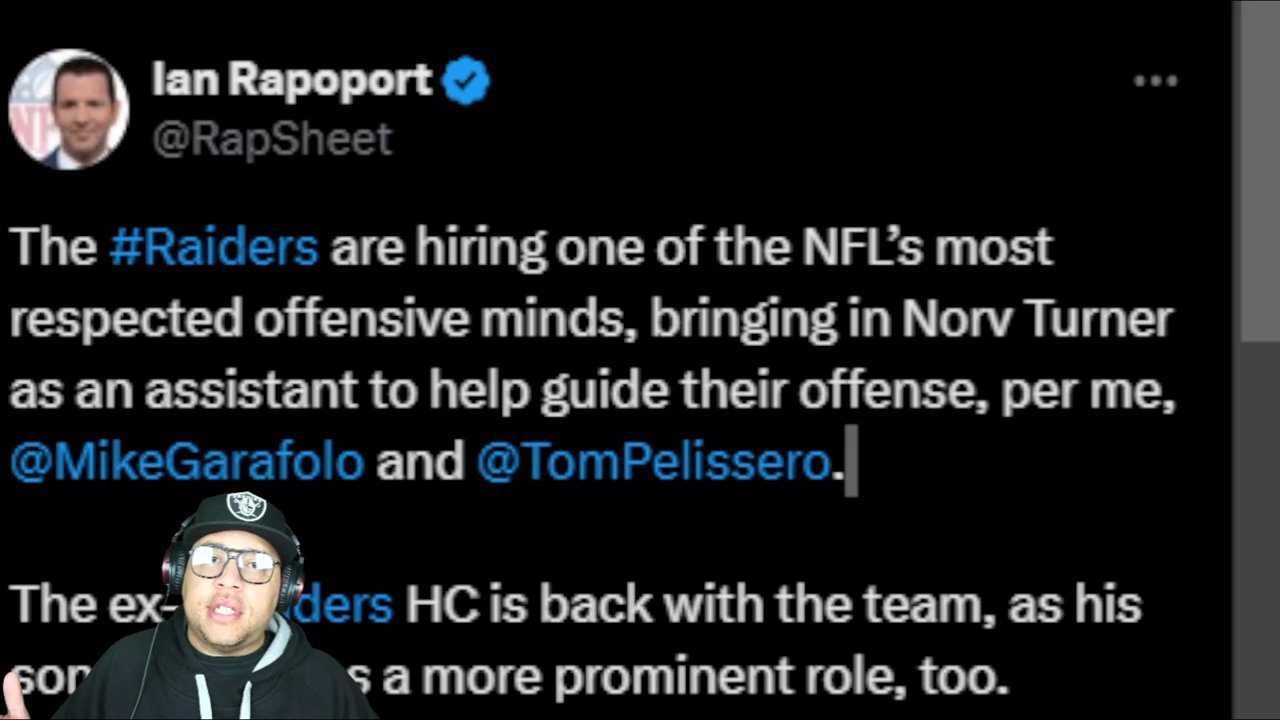 Ian Rapoport
@RapSheet
The #Raiders are hiring one of the NFL’s most
respected offensive minds, bringing in Norv Turner
as an assistant to help guide their offense, per me,
@MikeGarafolo and @TomPelissero.
The ex- ders HC is back with the team, as his
son s a more prominent role, too.